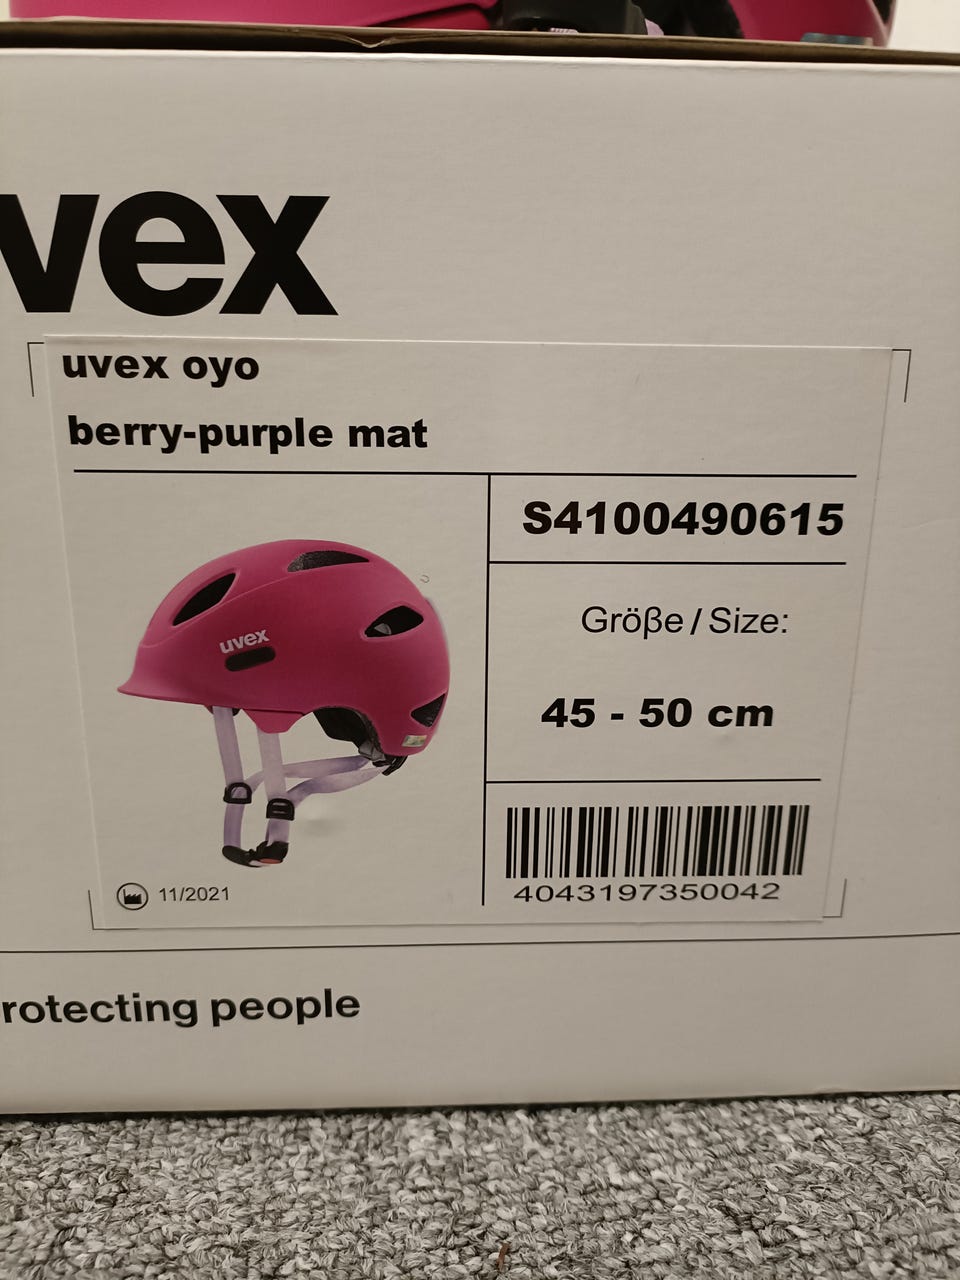 vex
uvex oyo
berry-purple mat
S4100490615
Größe / Size:
45 - 50 cm
uvex
11/2021
4043197350042
rotecting people